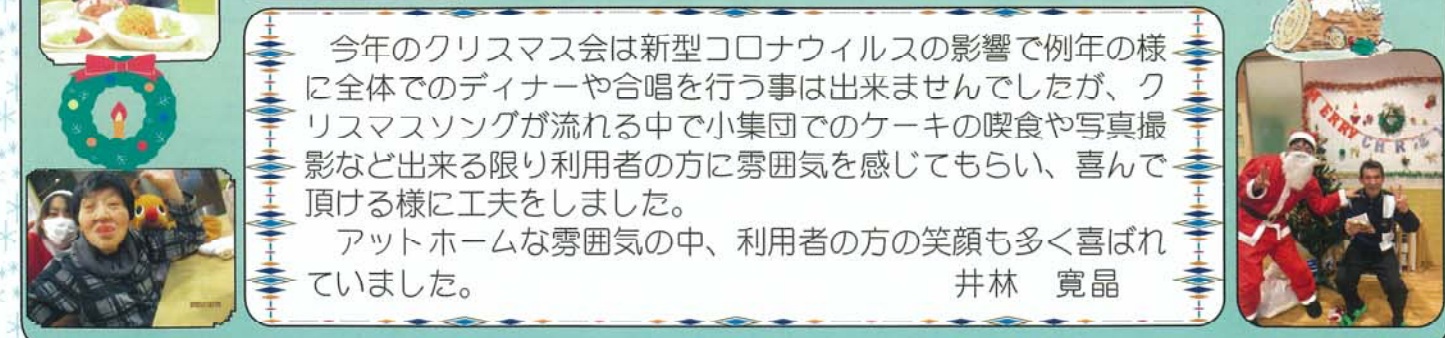 今年のクリスマス会は新型コロナウィルスの影響で例年の様
に全体でのディナーや合唱を行う事は出来ませんでしたが、ク
リスマスソングが流れる中で小集団でのケーキの喫食や写真撮
影など出来る限り利用者の方に雰囲気を感じてもらい、喜んで
頂ける様に工夫をしました。
アットホームな雰囲気の中、利用者の方の笑顔も多く喜ばれ
ていました。 井林 寛晶
MERRY
CHRIS